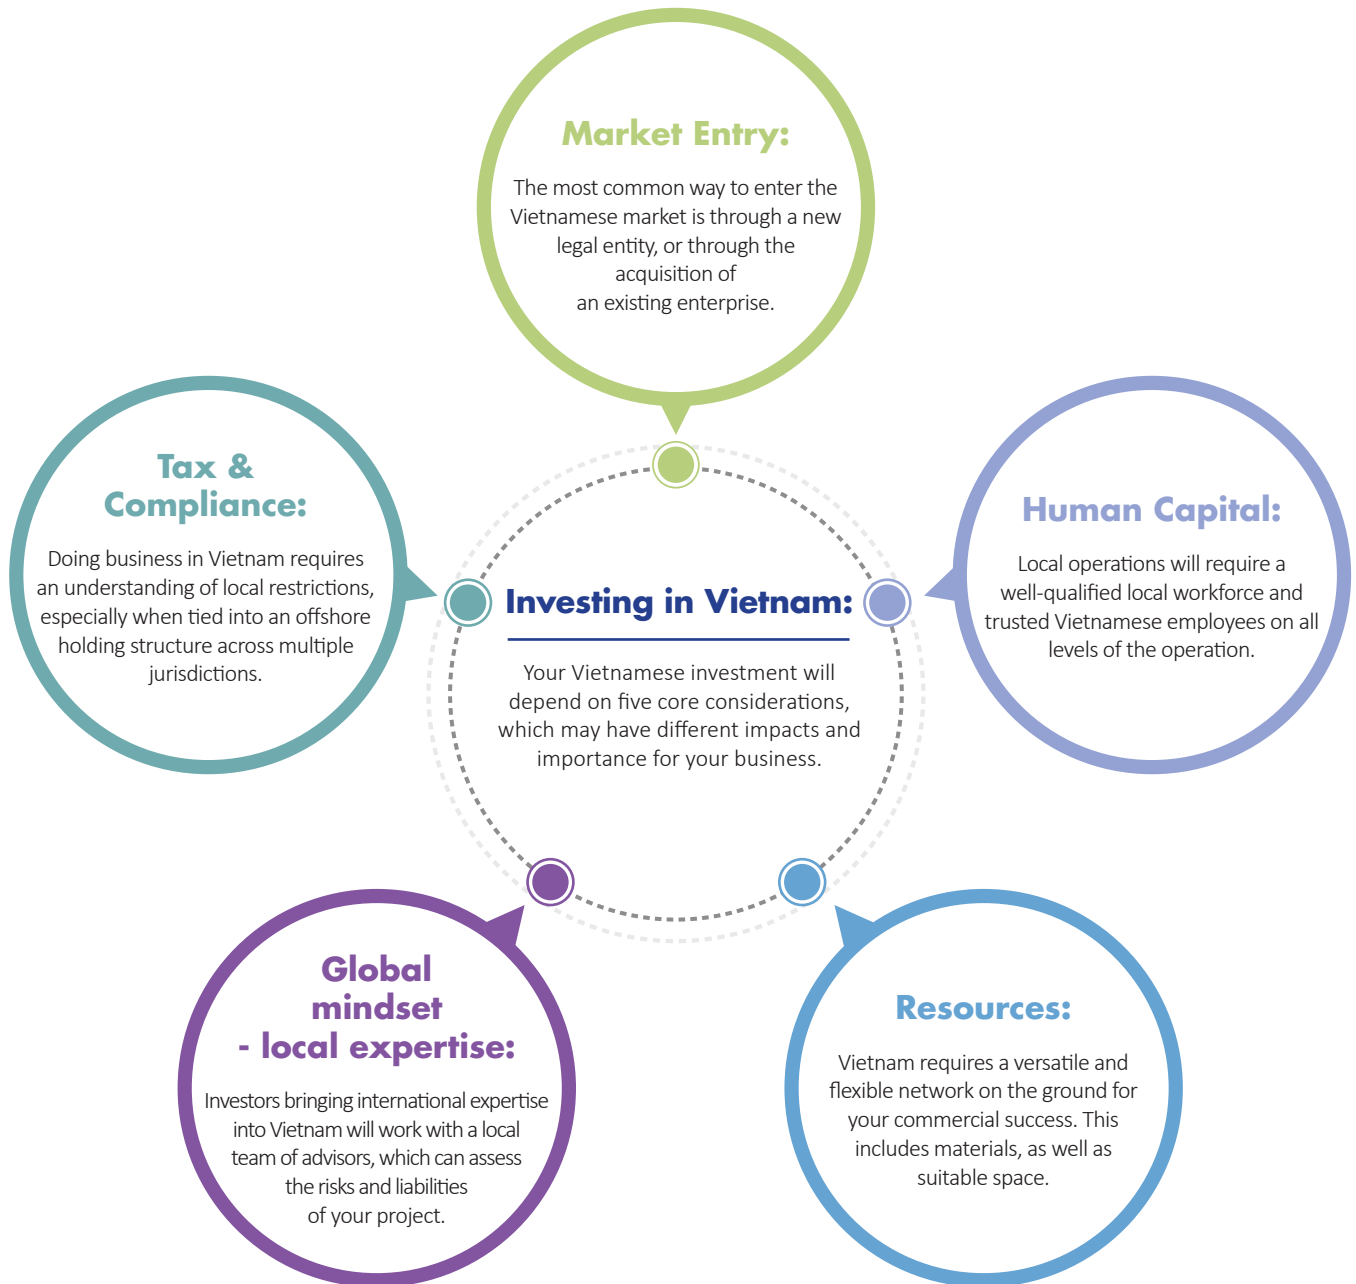 Market Entry:
The most common way to enter the
Vietnamese market is through a new
legal entity, or through the
acquisition of
an existing enterprise.
Tax &
Compliance:
Doing business in Vietnam requires
an understanding of local restrictions,
especially when tied into an offshore
holding structure across multiple
jurisdictions.
Investing in Vietnam:
Your Vietnamese investment will
depend on five core considerations,
which may have different impacts and
importance for your business.
Human Capital:
Local operations will require a
well-qualified local workforce and
trusted Vietnamese employees on all
levels of the operation.
Global
mindset
- local expertise:
Investors bringing international expertise
into Vietnam will work with a local
team of advisors, which can assess
the risks and liabilities
of your project.
Resources:
Vietnam requires a versatile and
flexible network on the ground for
your commercial success. This
includes materials, as well as
suitable space.